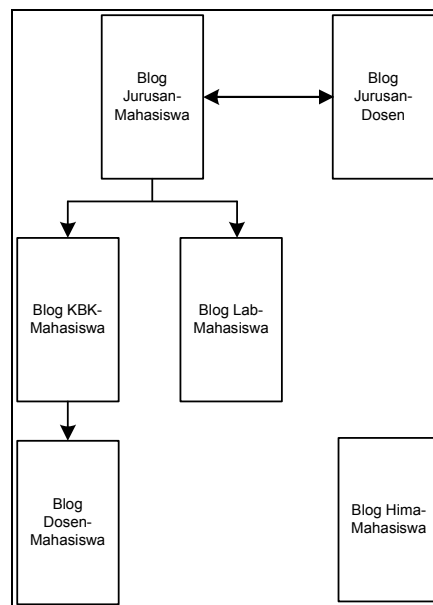 Blog
Jurusan-
Mahasiswa
Blog
Jurusan-
Dosen
Blog KBK-
Mahasiswa
Blog Lab-
Mahasiswa
Blog
Dosen-
Mahasiswa
Blog Hima-
Mahasiswa